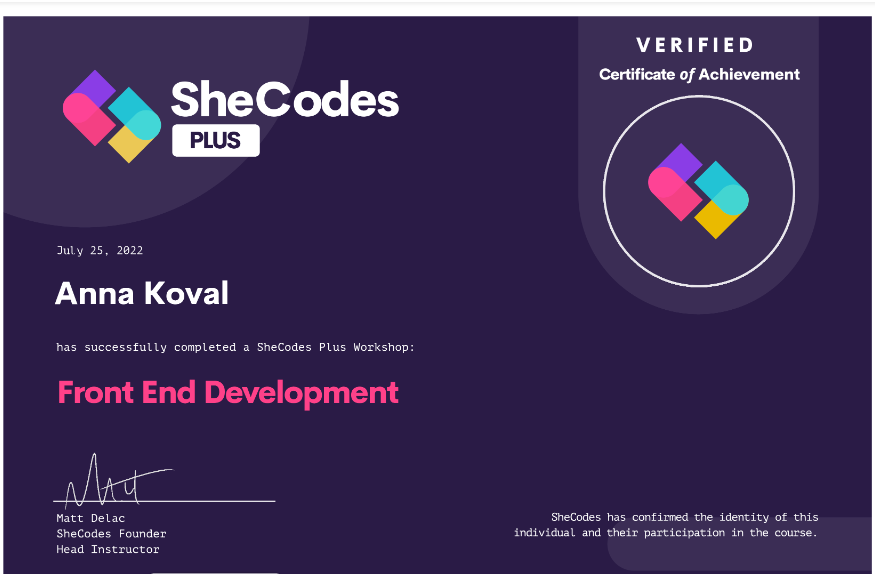 SheCodes
PLUS
VERIFIED
Certificate of Achievement
July 25, 2022
Anna Koval
has successfully completed a SheCodes Plus Workshop:
Front End Development
Matt Delac
SheCodes Founder
Head Instructor
SheCodes has confirmed the identity of this
individual and their participation in the course.